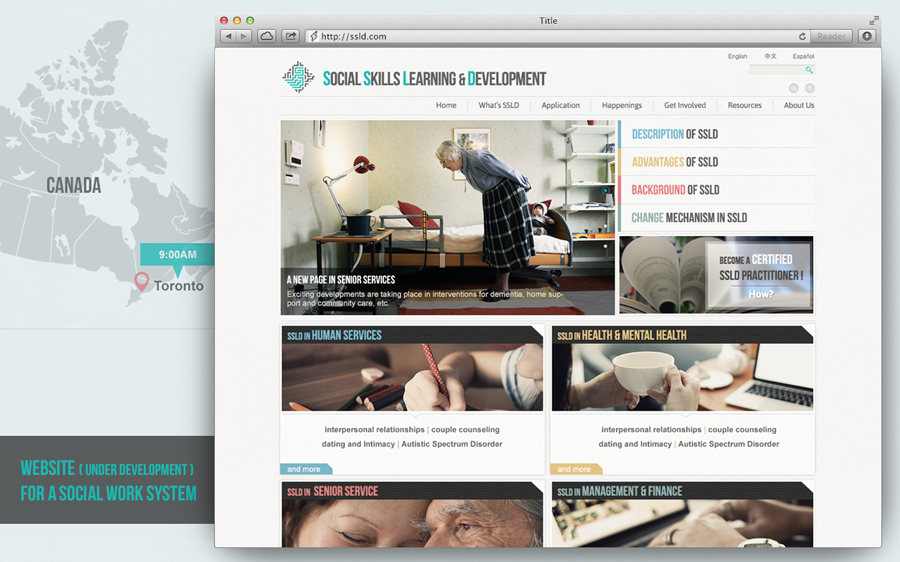 CANADA
9:00AM
Toronto
WEBSITE ( UNDER DEVELOPMENT )
FOR A SOCIAL WORK SYSTEM
Title
http://ssld.com
Reader
English 中文 Español
SOCIAL SKILLS LEARNING & DEVELOPMENT
Home What's SSLD Application Happenings Get Involved Resources About Us
DESCRIPTION OF SSLD
ADVANTAGES OF SSLD
BACKGROUND OF SSLD
CHANGE MECHANISM IN SSLD
A NEW PAGE IN SENIOR SERVICES
Exciting developments are taking place in interventions for dementia, home sup-
port and community care, etc.
BECOME A CERTIFIED
SSLD PRACTITIONER !
How?
SSLD IN HUMAN SERVICES
interpersonal relationships | couple counseling
dating and Intimacy | Autistic Spectrum Disorder
and more
SSLD IN HEALTH & MENTAL HEALTH
interpersonal relationships | couple counseling
dating and Intimacy | Autistic Spectrum Disorder
and more
SSLD IN SENIOR SERVICE
SSLD IN MANAGEMENT & FINANCE